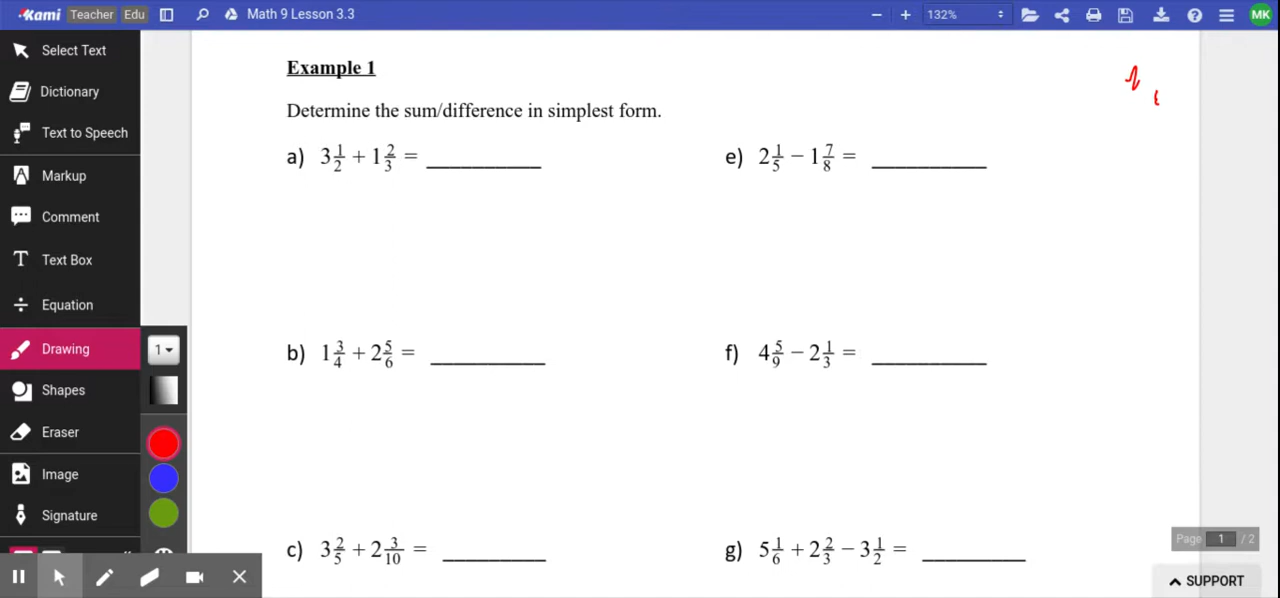 Kami Teacher Edu Math 9 Lesson 3.3 − + 132% MK
Select Text
Dictionary
Text to Speech
Markup
Comment
Text Box
Equation
Drawing 1
Shapes
Eraser
Image
Signature
Example 1
Determine the sum/difference in simplest form.
a) 3 1/2 + 1 2/3 = __________
e) 2 1/5 − 1 7/8 = __________
b) 1 3/4 + 2 5/6 = __________
f) 4 5/9 − 2 1/3 = __________
c) 3 2/5 + 2 3/10 = _________
g) 5 1/6 + 2 2/3 − 3 1/2 = _________
Page 1 / 2
SUPPORT